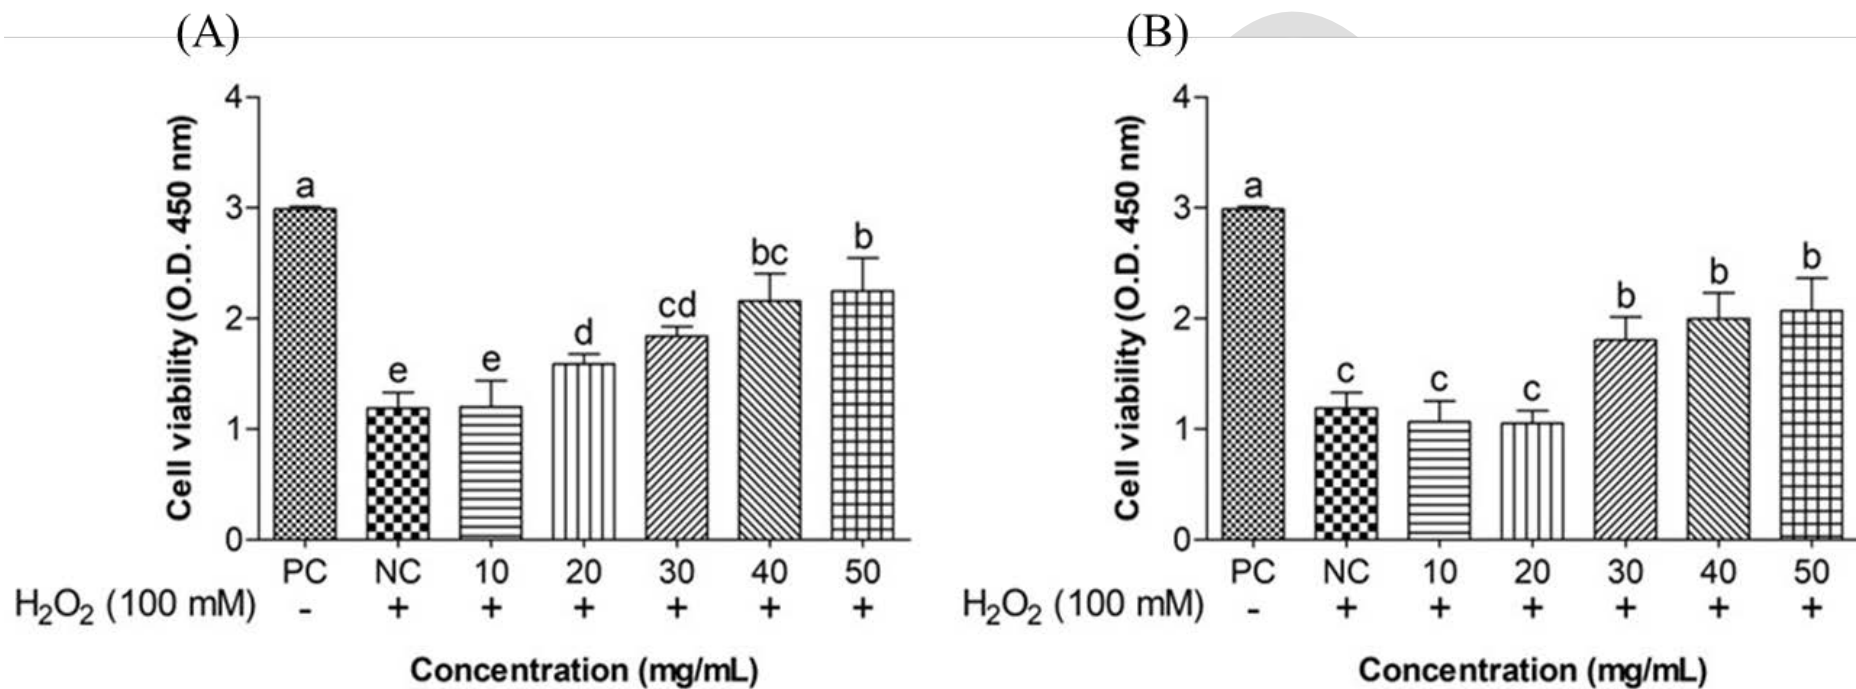 (A)
Cell viability (O.D. 450 nm)
4
3
2
1
0
a
e
e
d
cd
bc
b
PC NC 10 20 30 40 50
H₂O₂ (100 mM) - + + + + + +
Concentration (mg/mL)
(B)
Cell viability (O.D. 450 nm)
4
3
2
1
0
a
c
c
c
b
b
b
PC NC 10 20 30 40 50
H₂O₂ (100 mM) - + + + + + +
Concentration (mg/mL)